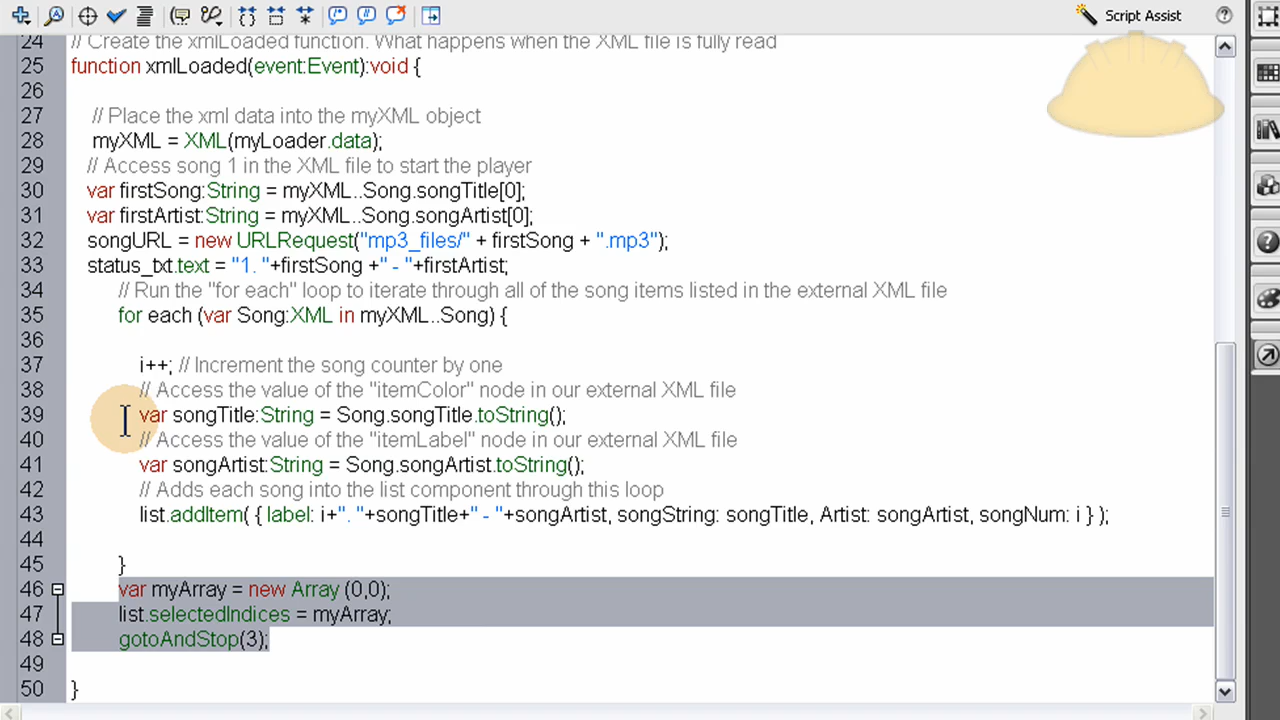 Script Assist
24 // Create the xmlLoaded function. What happens when the XML file is fully read
25 function xmlLoaded(event:Event):void {
26
27 // Place the xml data into the myXML object
28 myXML = XML(myLoader.data);
29 // Access song 1 in the XML file to start the player
30 var firstSong:String = myXML..Song.songTitle[0];
31 var firstArtist:String = myXML..Song.songArtist[0];
32 songURL = new URLRequest("mp3_files/" + firstSong + ".mp3");
33 status_txt.text = "1. "+firstSong +" - "+firstArtist;
34 // Run the "for each" loop to iterate through all of the song items listed in the external XML file
35 for each (var Song:XML in myXML..Song) {
36
37 i++; // Increment the song counter by one
38 // Access the value of the "itemColor" node in our external XML file
39 var songTitle:String = Song.songTitle.toString();
40 // Access the value of the "itemLabel" node in our external XML file
41 var songArtist:String = Song.songArtist.toString();
42 // Adds each song into the list component through this loop
43 list.addItem( { label: i+". "+songTitle+" - "+songArtist, songString: songTitle, Artist: songArtist, songNum: i } );
44
45 }
46 var myArray = new Array (0,0);
47 list.selectedIndices = myArray;
48 gotoAndStop(3);
49
50 }